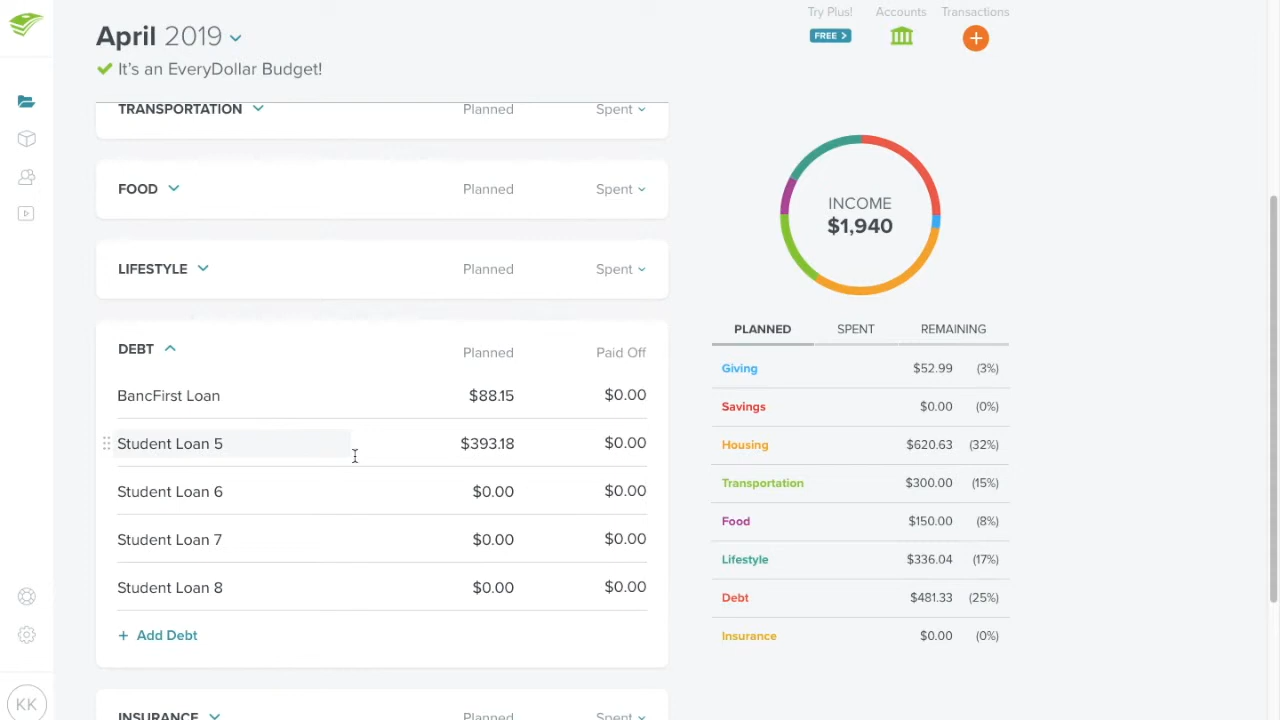 April 2019
It's an EveryDollar Budget!
Try Plus! Accounts Transactions
FREE >
TRANSPORTATION Planned Spent
FOOD Planned Spent
LIFESTYLE Planned Spent
DEBT Planned Paid Off
BancFirst Loan $88.15 $0.00
Student Loan 5 $393.18 $0.00
Student Loan 6 $0.00 $0.00
Student Loan 7 $0.00 $0.00
Student Loan 8 $0.00 $0.00
+ Add Debt
INSURANCE Planned Spent
INCOME
$1,940
PLANNED SPENT REMAINING
Giving $52.99 (3%)
Savings $0.00 (0%)
Housing $620.63 (32%)
Transportation $300.00 (15%)
Food $150.00 (8%)
Lifestyle $336.04 (17%)
Debt $481.33 (25%)
Insurance $0.00 (0%)
KK